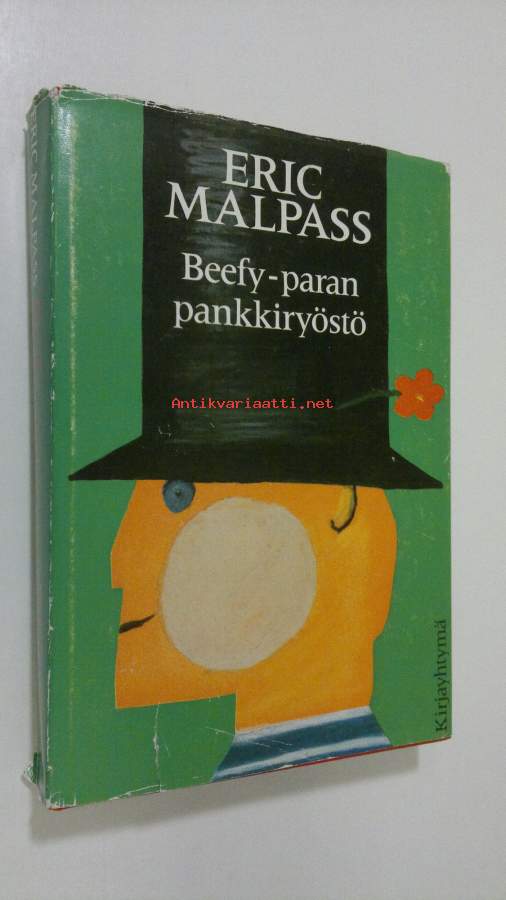 ERIC
MALPASS
Beefy-paran
pankkiryöstö
Antikvariaatti.net
Kirjayhtymä
ERIC MALPASS